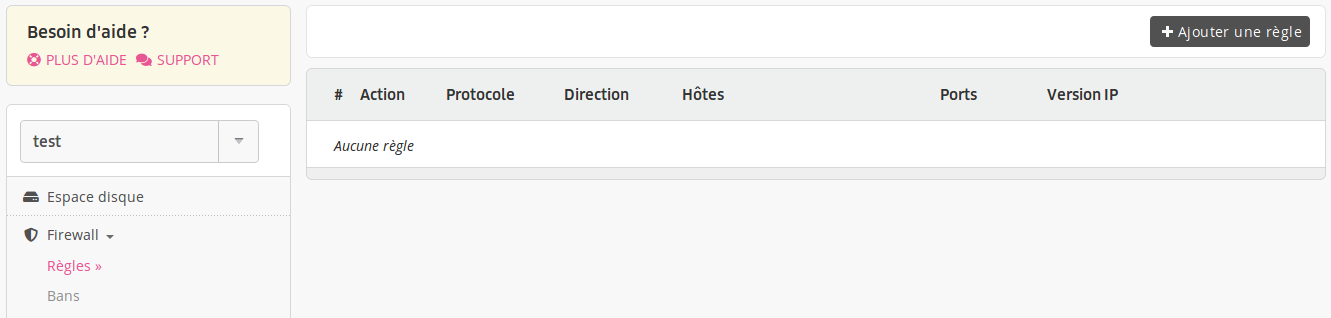 Besoin d'aide ?
PLUS D'AIDE SUPPORT
test
Espace disque
Firewall
Règles »
Bans
Ajouter une règle
# Action Protocole Direction Hôtes Ports Version IP
Aucune règle